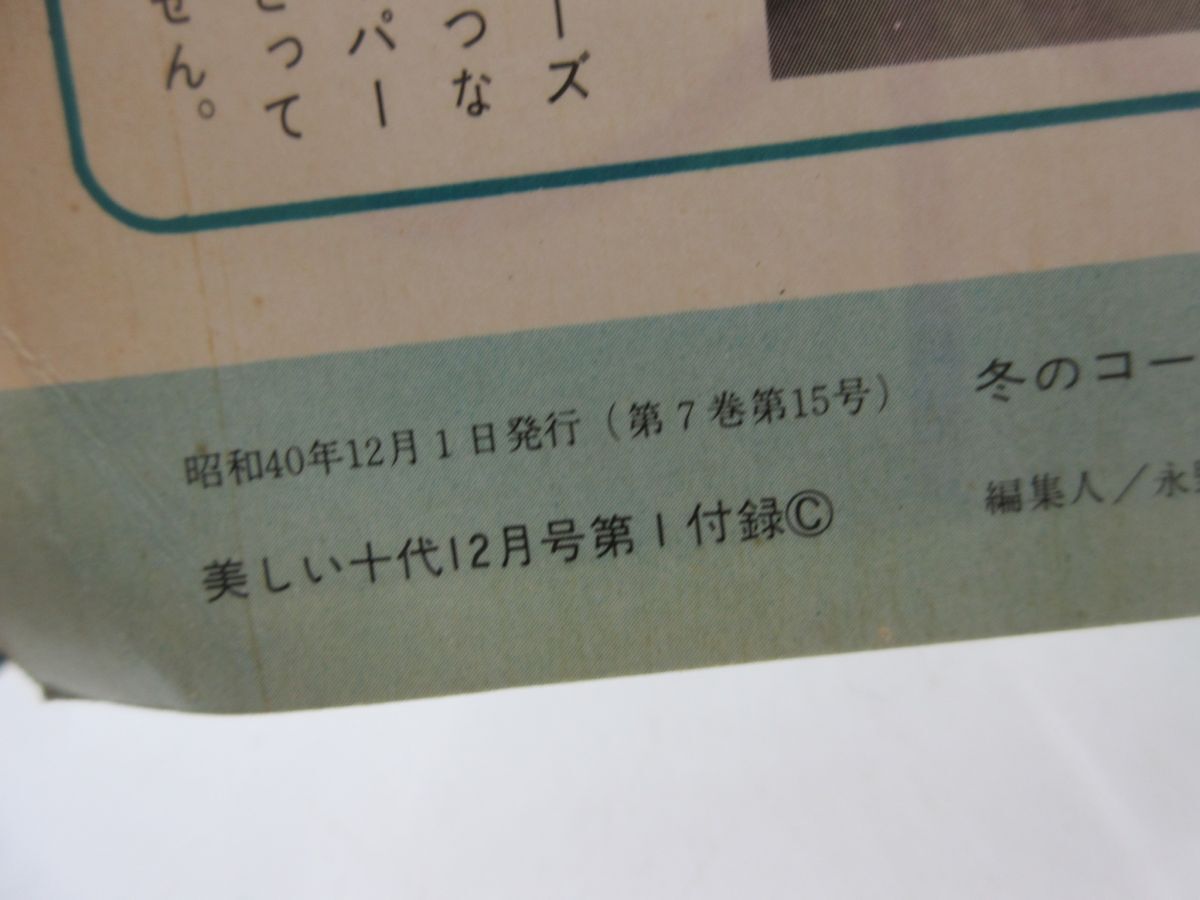 ーズ
つな
パー
って
せん。
昭和40年12月1日発行（第7巻第15号）
美しい十代12月号第1付録Ⓒ
冬のコー
編集人／永